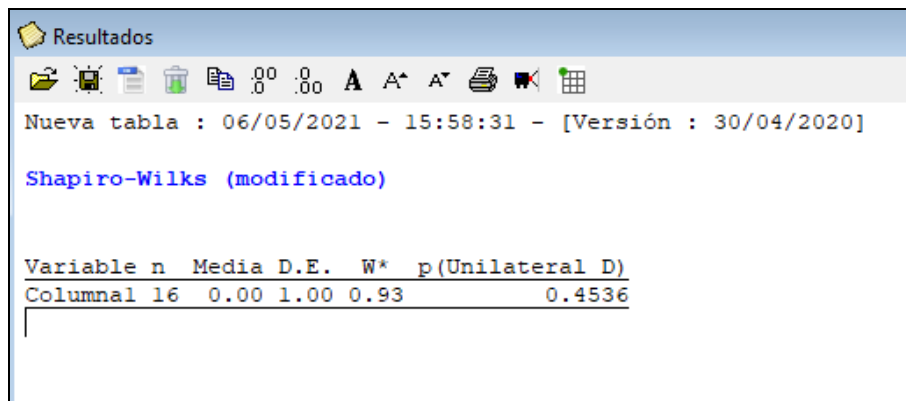 Resultados
Nueva tabla : 06/05/2021 - 15:58:31 - [Versión : 30/04/2020]
Shapiro-Wilks (modificado)
Variable n Media D.E. W* p(Unilateral D)
Columna1 16 0.00 1.00 0.93 0.4536